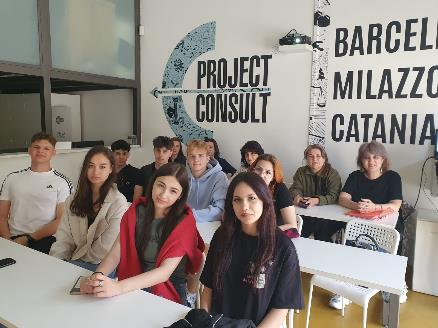 PROJECT
CONSULT
BARCEL
MILAZZO
CATANIA